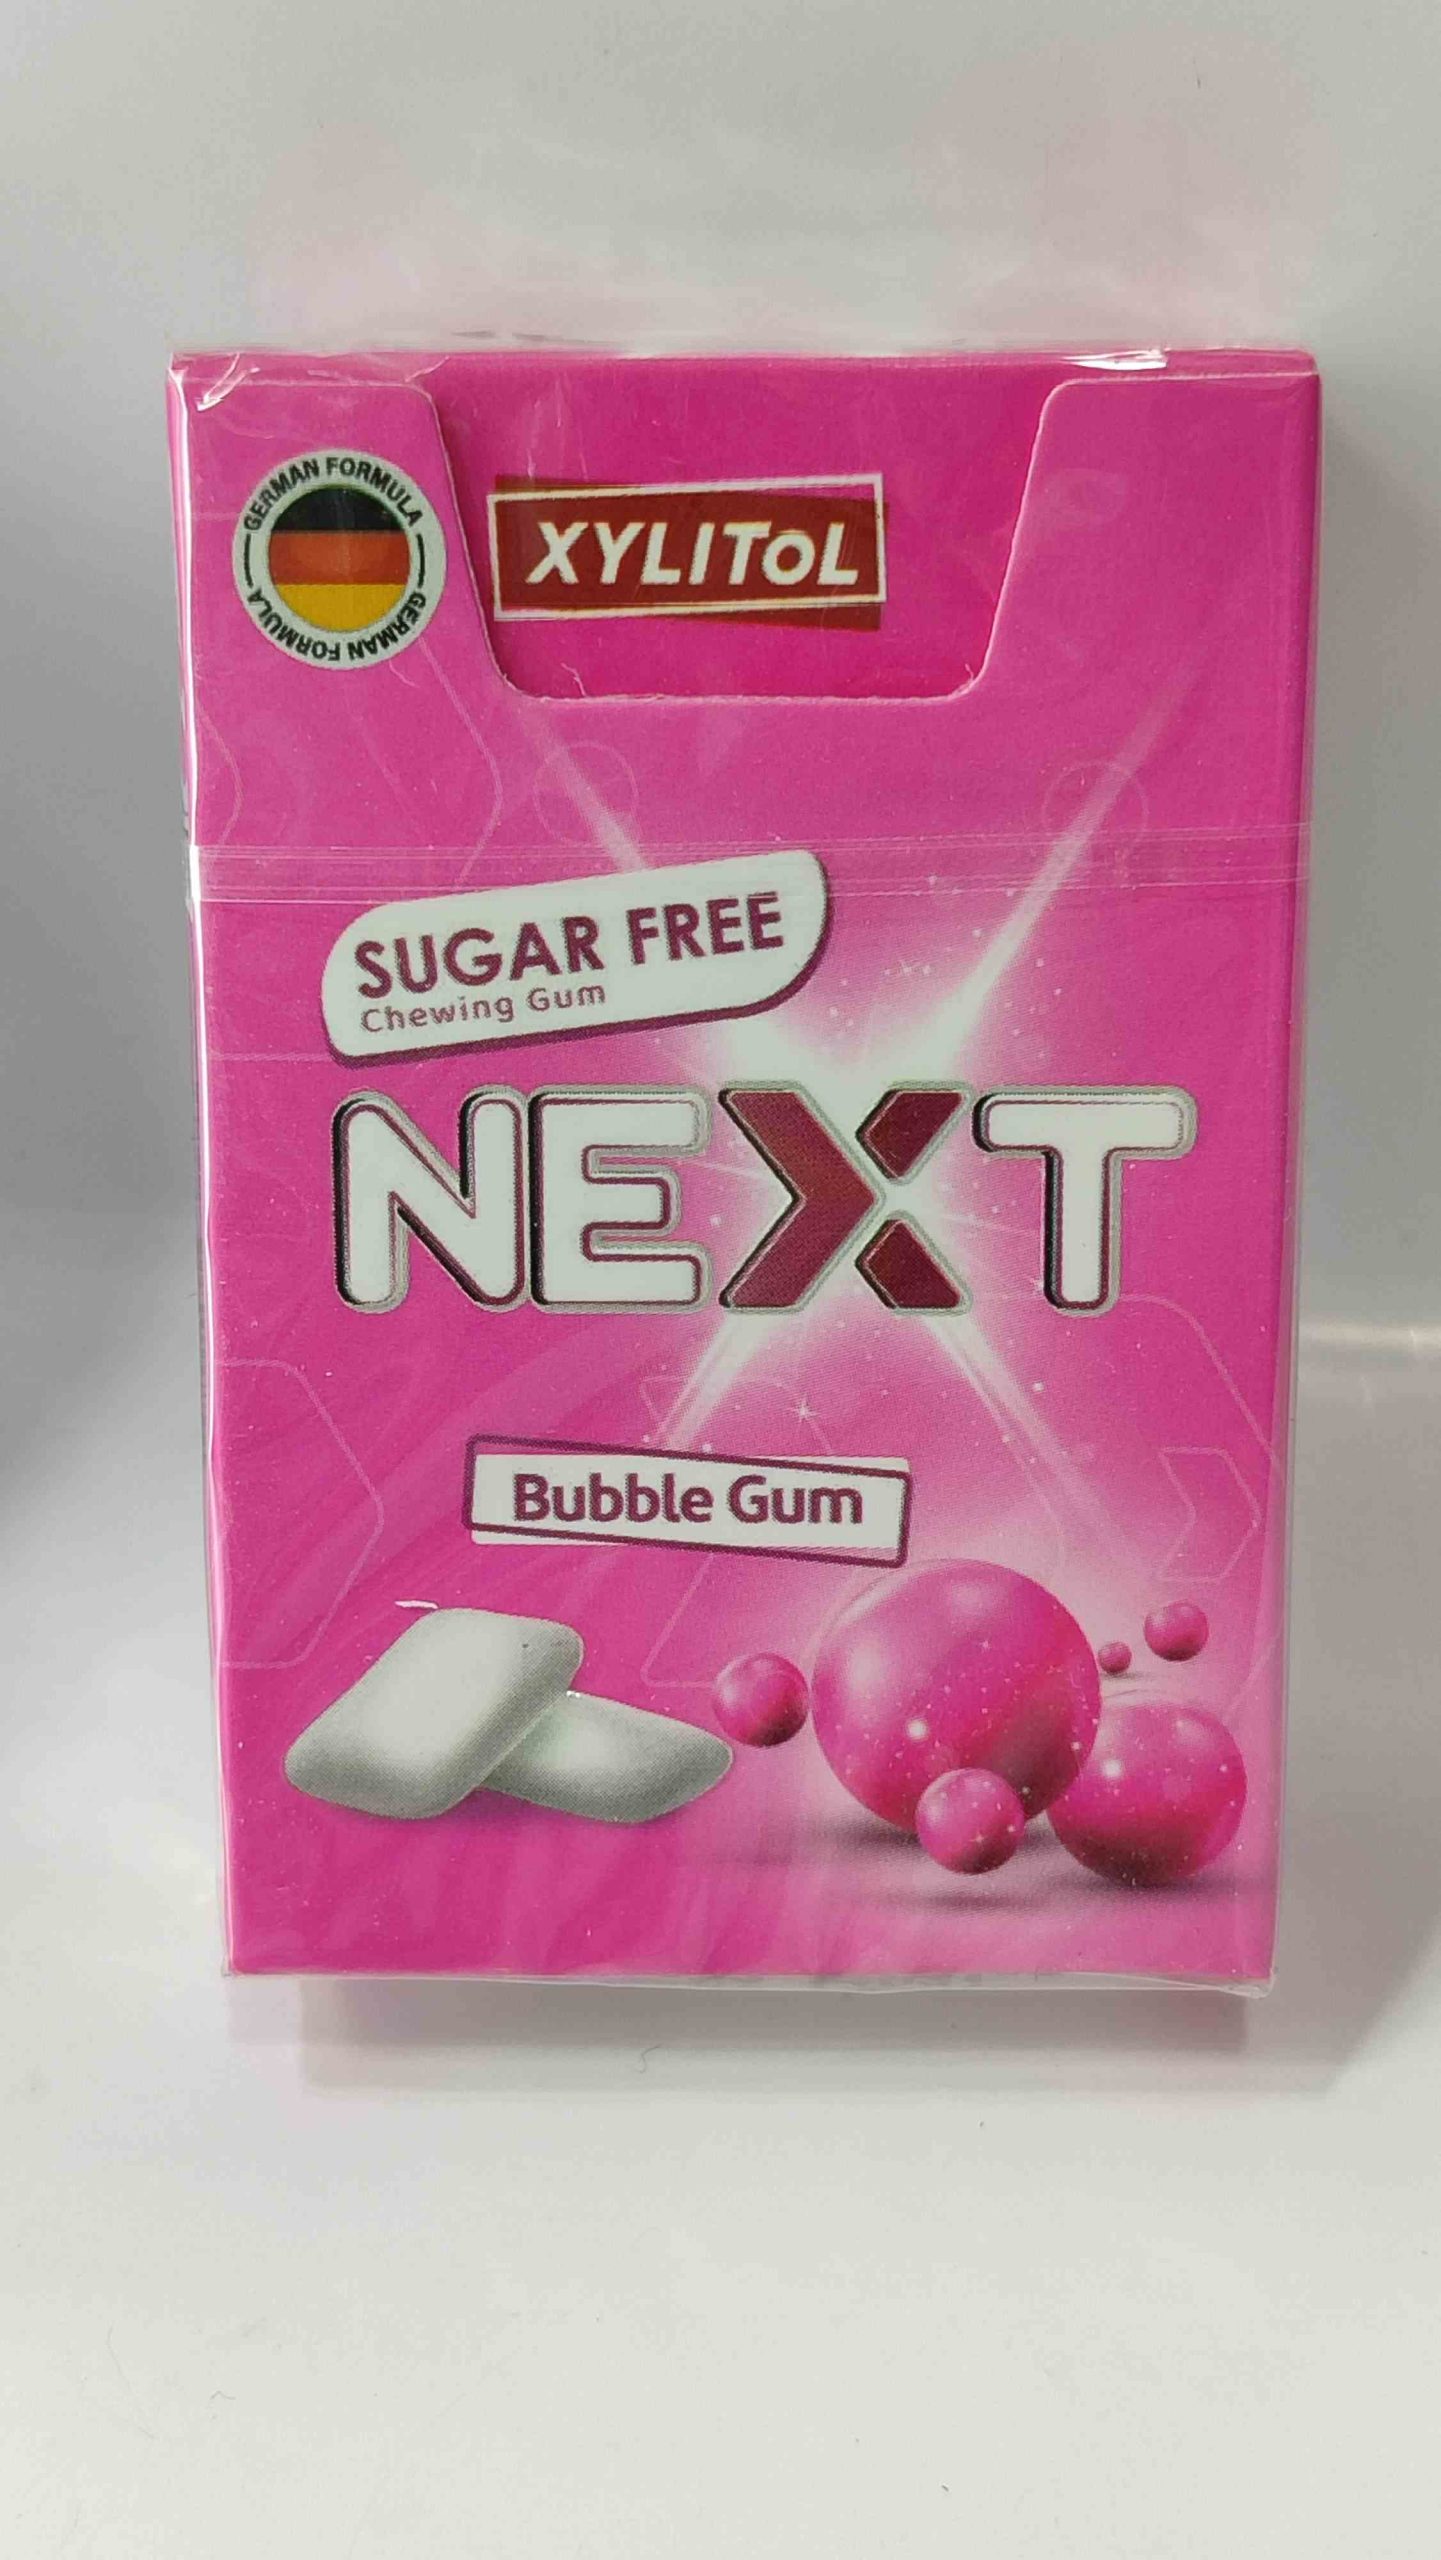 GERMAN FORMULA
GERMAN FORMULA
XYLITOL
SUGAR FREE
Chewing Gum
NEXT
Bubble Gum